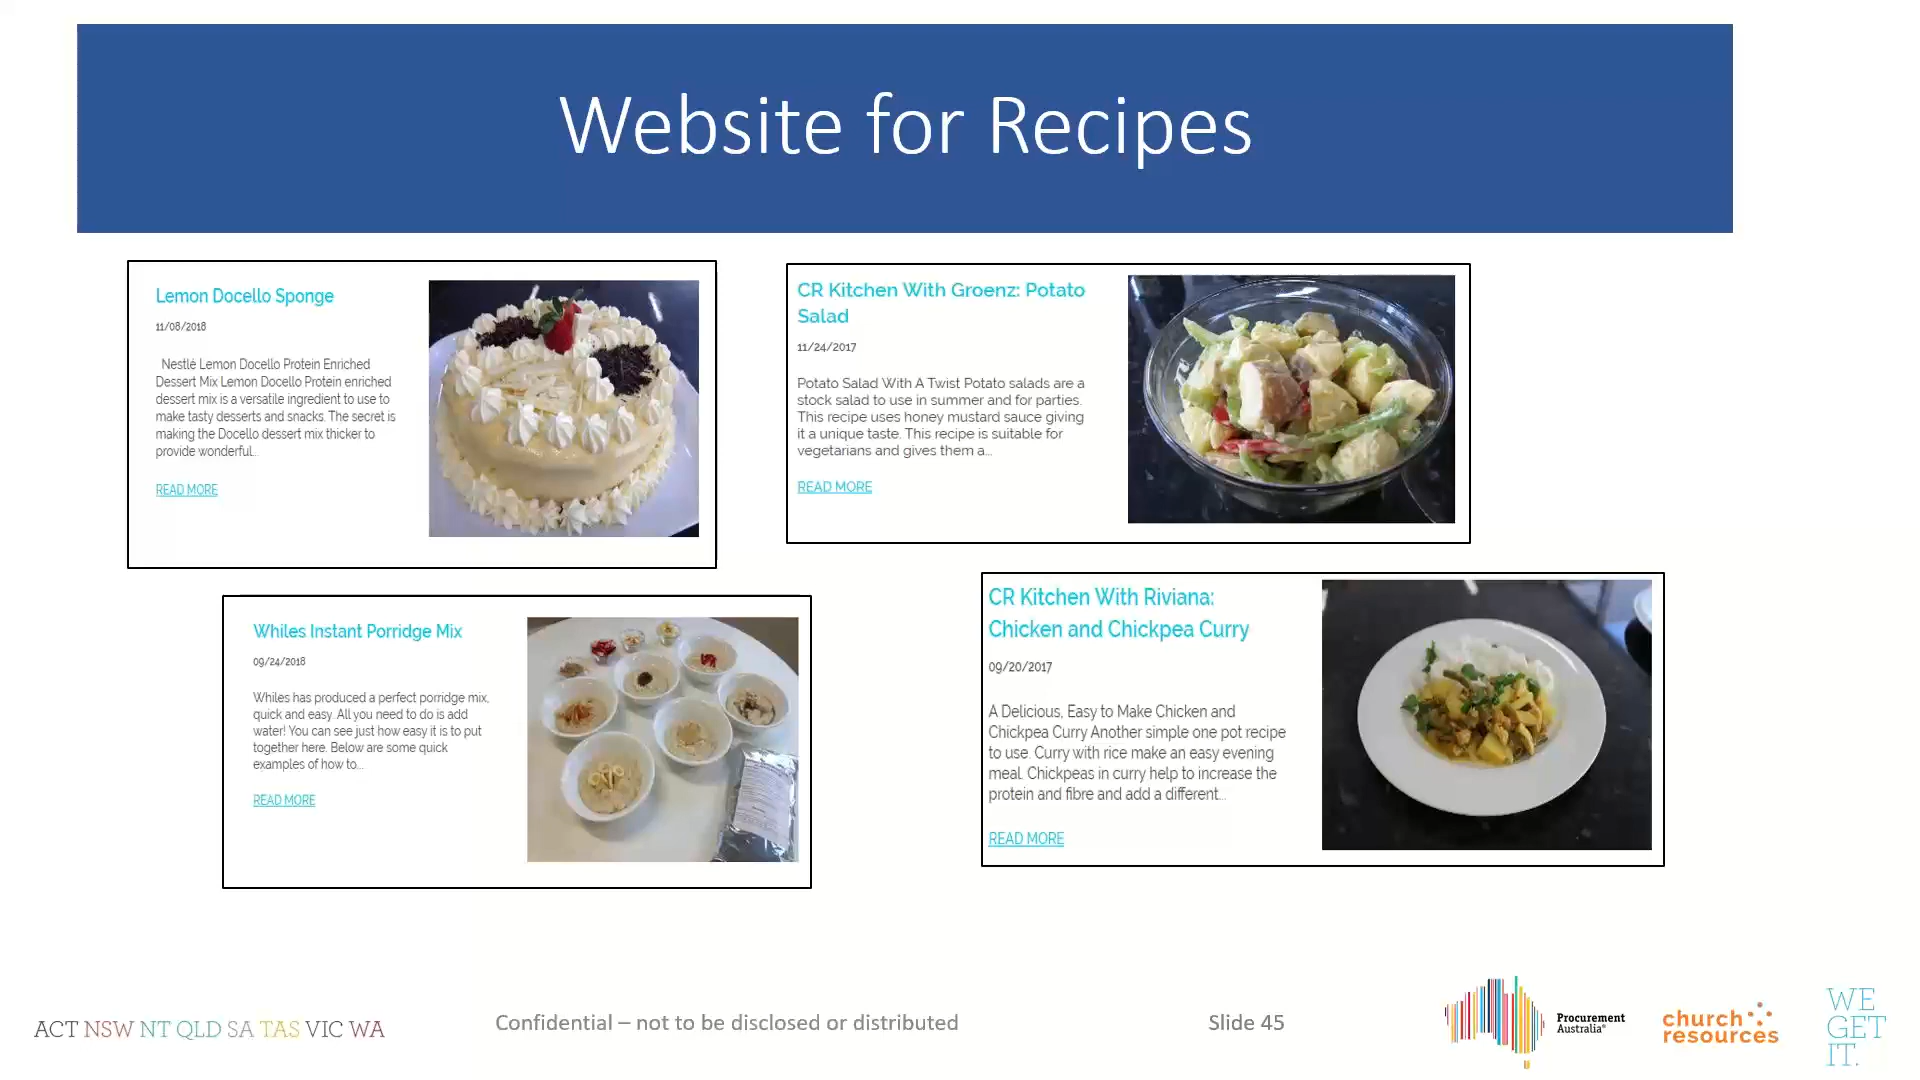 Website for Recipes
Lemon Docello Sponge
11/08/2018
Nestlé Lemon Docello Protein Enriched
Dessert Mix Lemon Docello Protein enriched
dessert mix is a versatile ingredient to use to
make tasty desserts and snacks. The secret is
making the Docello dessert mix thicker to
provide wonderful...
READ MORE
CR Kitchen With Groenz: Potato
Salad
11/24/2017
Potato Salad With A Twist Potato salads are a
stock salad to use in summer and for parties.
This recipe uses honey mustard sauce giving
it a unique taste. This recipe is suitable for
vegetarians and gives them a...
READ MORE
Whiles Instant Porridge Mix
09/24/2018
Whiles has produced a perfect porridge mix,
quick and easy. All you need to do is add
water! You can see just how easy it is to put
together here. Below are some quick
examples of how to...
READ MORE
CR Kitchen With Riviana:
Chicken and Chickpea Curry
09/20/2017
A Delicious, Easy to Make Chicken and
Chickpea Curry Another simple one pot recipe
to use. Curry with rice make an easy evening
meal. Chickpeas in curry help to increase the
protein and fibre and add a different...
READ MORE
ACT NSW NT QLD SA TAS VIC WA
Confidential – not to be disclosed or distributed
Slide 45
Procurement
Australia®
church
resources
WE
GET
IT.